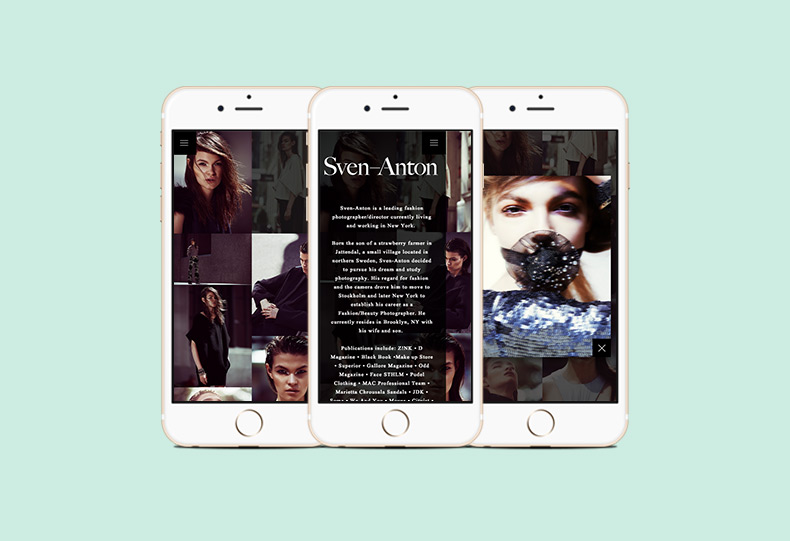 Sven–Anton
Sven-Anton is a leading fashion
photographer/director currently living
and working in New York.
Born the son of a strawberry farmer in
Jattendal, a small village located in
northern Sweden, Sven-Anton decided
to pursue his dream and study
photography. His regard for fashion
and the camera drove him to move to
Stockholm and later New York to
establish his career as a
Fashion/Beauty Photographer. He
currently resides in Brooklyn, NY with
his wife and son.
Publications include: Z!NK • D
Magazine • Black Book •Make up Store
• Superior • Gallore Magazine • Odd
Magazine • Face STHLM • Pudel
Clothing • MAC Professional Team •
Marietta Chrousala Sandals • JDK •